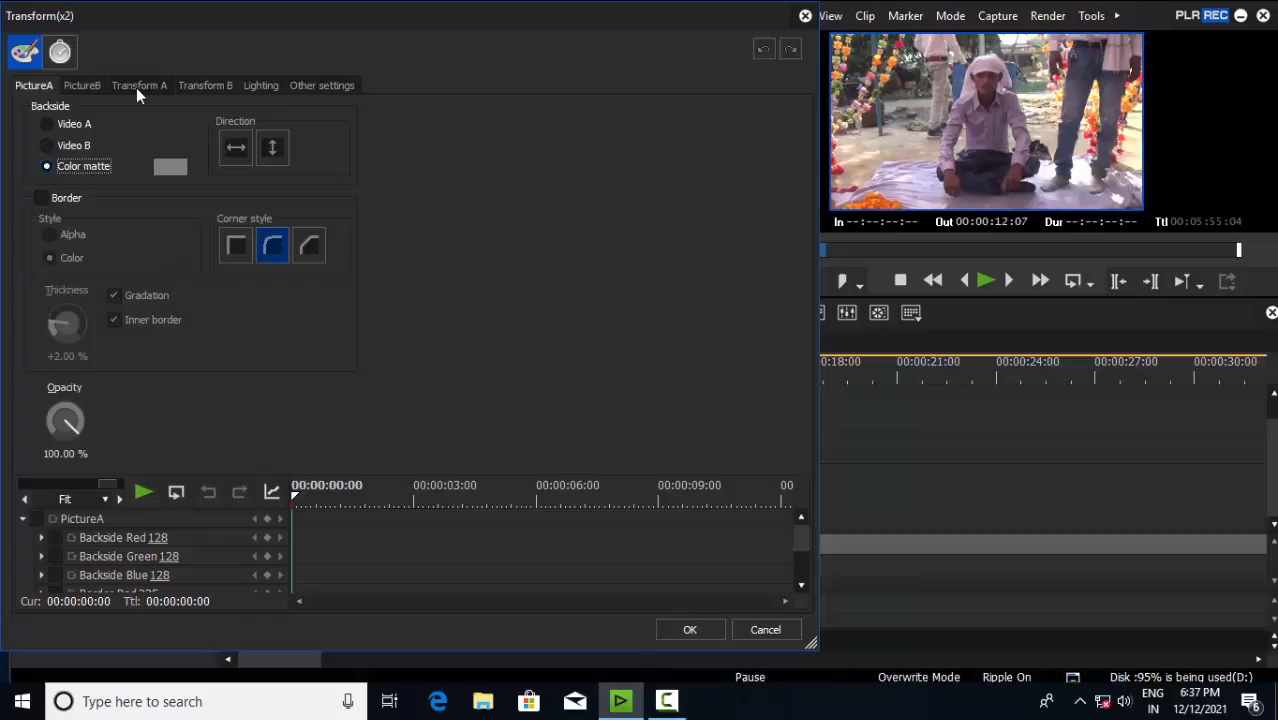 Transform(x2)
View Clip Marker Mode Capture Render Tools
PLR REC
PictureA PictureB Transform A Transform B Lighting Other settings
Backside
Video A
Video B
Color matte
Direction
Border
Style
Alpha
Color
Corner style
Thickness
Gradation
Inner border
+2.00 %
Opacity
100.00 %
In --:--:--:-- Out 00:00:12:07 Dur --:--:--:-- Ttl 00:05:55:04
0:18:00 00:00:21:00 00:00:24:00 00:00:27:00 00:00:30:00
Fit
00:00:00:00 00:00:03:00 00:00:06:00 00:00:09:00 00
PictureA
Backside Red 128
Backside Green 128
Backside Blue 128
Cur: 00:00:00:00 Ttl: 00:00:00:00
OK Cancel
Pause Overwrite Mode Ripple On Disk :95% is being used(D:)
Type here to search
ENG
IN
6:37 PM
12/12/2021
6